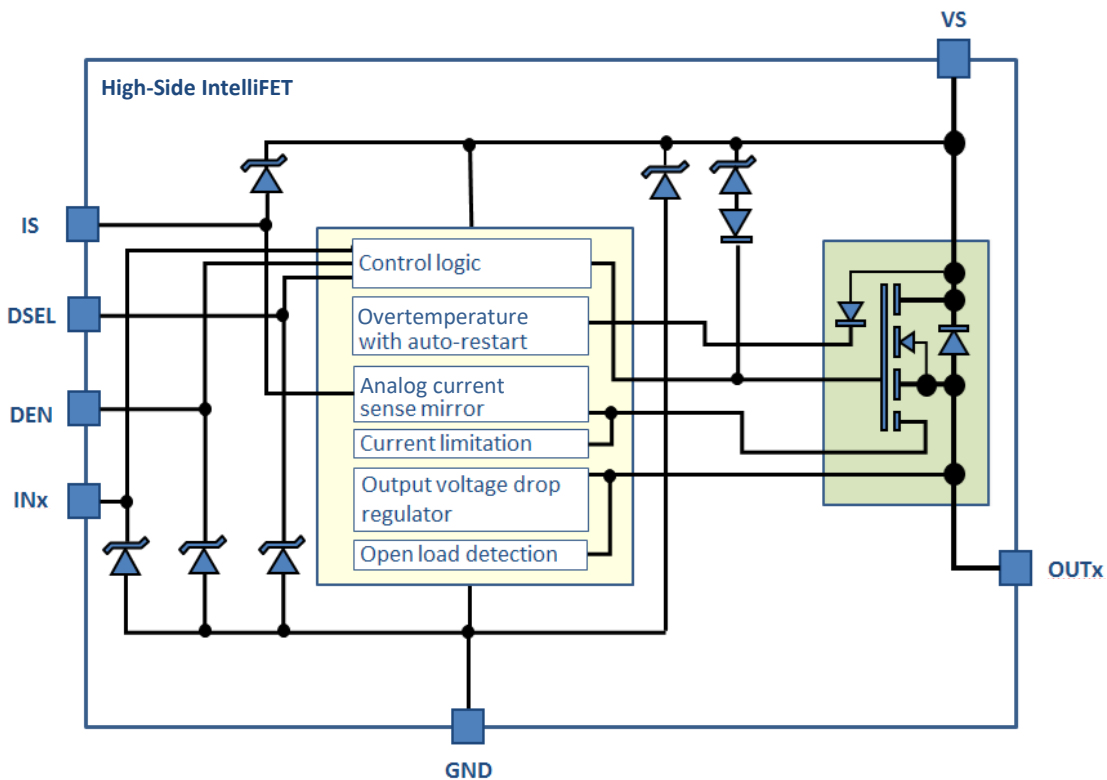 VS
High-Side IntelliFET
IS
Control logic
DSEL
Overtemperature
with auto-restart
Analog current
sense mirror
DEN
Current limitation
INx
Output voltage drop
regulator
Open load detection
OUTx
GND